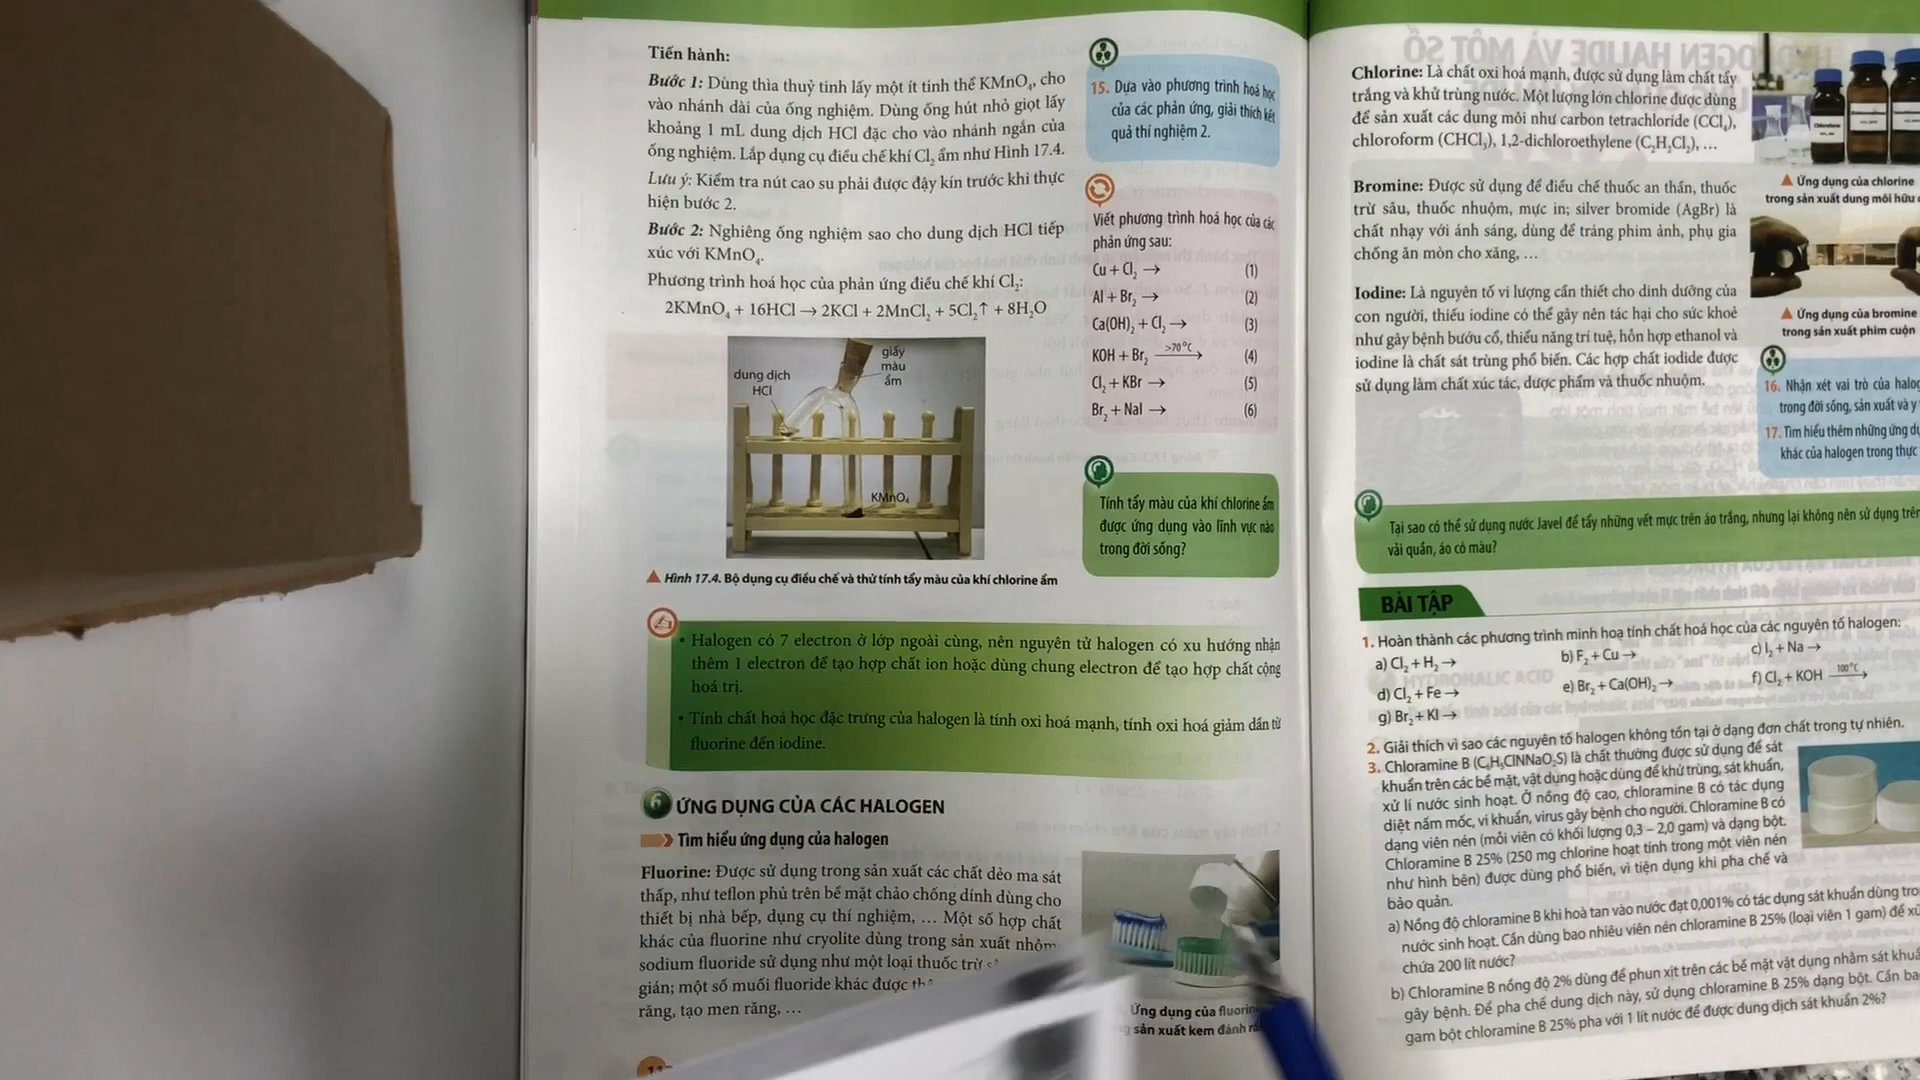 Tiến hành:
Bước 1: Dùng thìa thuỷ tinh lấy một ít tinh thể KMnO₄, cho
vào nhánh dài của ống nghiệm. Dùng ống hút nhỏ giọt lấy
khoảng 1 mL dung dịch HCl đặc cho vào nhánh ngắn của
ống nghiệm. Lắp dụng cụ điều chế khí Cl₂ ẩm như Hình 17.4.
Lưu ý: Kiểm tra nút cao su phải được đậy kín trước khi thực
hiện bước 2.
Bước 2: Nghiêng ống nghiệm sao cho dung dịch HCl tiếp
xúc với KMnO₄.
Phương trình hoá học của phản ứng điều chế khí Cl₂:
2KMnO₄ + 16HCl → 2KCl + 2MnCl₂ + 5Cl₂↑ + 8H₂O
giấy
màu
ẩm
dung dịch
HCl
KMnO₄
Hình 17.4. Bộ dụng cụ điều chế và thử tính tẩy màu của khí chlorine ẩm
15. Dựa vào phương trình hoá học
của các phản ứng, giải thích kết
quả thí nghiệm 2.
Viết phương trình hoá học của các
phản ứng sau:
Cu + Cl₂ → (1)
Al + Br₂ → (2)
Ca(OH)₂ + Cl₂ → (3)
KOH + Br₂ >70°C→ (4)
Cl₂ + KBr → (5)
Br₂ + NaI → (6)
Tính tẩy màu của khí chlorine ẩm
được ứng dụng vào lĩnh vực nào
trong đời sống?
• Halogen có 7 electron ở lớp ngoài cùng, nên nguyên tử halogen có xu hướng nhận
thêm 1 electron để tạo hợp chất ion hoặc dùng chung electron để tạo hợp chất cộng
hoá trị.
• Tính chất hoá học đặc trưng của halogen là tính oxi hoá mạnh, tính oxi hoá giảm dần từ
fluorine đến iodine.
6 ỨNG DỤNG CỦA CÁC HALOGEN
Tìm hiểu ứng dụng của halogen
Fluorine: Được sử dụng trong sản xuất các chất dẻo ma sát
thấp, như teflon phủ trên bề mặt chảo chống dính dùng cho
thiết bị nhà bếp, dụng cụ thí nghiệm, … Một số hợp chất
khác của fluorine như cryolite dùng trong sản xuất nhôm
sodium fluoride sử dụng như một loại thuốc trừ
gián; một số muối fluoride khác được
răng, tạo men răng, …
Ứng dụng của fluorine
sản xuất kem đánh
Chlorine: Là chất oxi hoá mạnh, được sử dụng làm chất tẩy
trắng và khử trùng nước. Một lượng lớn chlorine được dùng
để sản xuất các dung môi như carbon tetrachloride (CCl₄),
chloroform (CHCl₃), 1,2-dichloroethylene (C₂H₂Cl₂), …
Bromine: Được sử dụng để điều chế thuốc an thần, thuốc
trừ sâu, thuốc nhuộm, mực in; silver bromide (AgBr) là
chất nhạy với ánh sáng, dùng để tráng phim ảnh, phụ gia
chống ăn mòn cho xăng, …
Iodine: Là nguyên tố vi lượng cần thiết cho dinh dưỡng của
con người, thiếu iodine có thể gây nên tác hại cho sức khoẻ
như gây bệnh bướu cổ, thiểu năng trí tuệ, hỗn hợp ethanol và
iodine là chất sát trùng phổ biến. Các hợp chất iodide được
sử dụng làm chất xúc tác, dược phẩm và thuốc nhuộm.
Ứng dụng của chlorine
trong sản xuất dung môi hữu
Ứng dụng của bromine
trong sản xuất phim cuộn
16. Nhận xét vai trò của
trong đời sống, sản xuất và y
17. Tìm hiểu thêm những ứng
khác của halogen trong thực
Tại sao có thể sử dụng nước Javel để tẩy những vết mực trên áo trắng, nhưng lại không nên sử dụng trên
vải quần, áo có màu?
BÀI TẬP
1. Hoàn thành các phương trình minh hoạ tính chất hoá học của các nguyên tố halogen:
a) Cl₂ + H₂ → b) F₂ + Cu → c) I₂ + Na →
d) Cl₂ + Fe → e) Br₂ + Ca(OH)₂ → f) Cl₂ + KOH 100°C→
g) Br₂ + KI →
2. Giải thích vì sao các nguyên tố halogen không tồn tại ở dạng đơn chất trong tự nhiên.
3. Chloramine B (C₆H₅ClNNaO₂S) là chất thường được sử dụng để sát
khuẩn trên các bề mặt, vật dụng hoặc dùng để khử trùng, sát khuẩn,
xử lí nước sinh hoạt. Ở nồng độ cao, chloramine B có tác dụng
diệt nấm mốc, vi khuẩn, virus gây bệnh cho người. Chloramine B có
dạng viên nén (mỗi viên có khối lượng 0,3 – 2,0 gam) và dạng bột.
Chloramine B 25% (250 mg chlorine hoạt tính trong một viên nén
như hình bên) được dùng phổ biến, vì tiện dụng khi pha chế và
bảo quản.
a) Nồng độ chloramine B khi hoà tan vào nước đạt 0,001% có tác dụng sát khuẩn dùng
nước sinh hoạt. Cần dùng bao nhiêu viên nén chloramine B 25% (loại viên 1 gam) để
chứa 200 lít nước?
b) Chloramine B nồng độ 2% dùng để phun xịt trên các bề mặt vật dụng nhằm sát
gây bệnh. Để pha chế dung dịch này, sử dụng chloramine B 25% dạng bột. Cần
gam bột chloramine B 25% pha với 1 lít nước để được dung dịch sát khuẩn 2%?